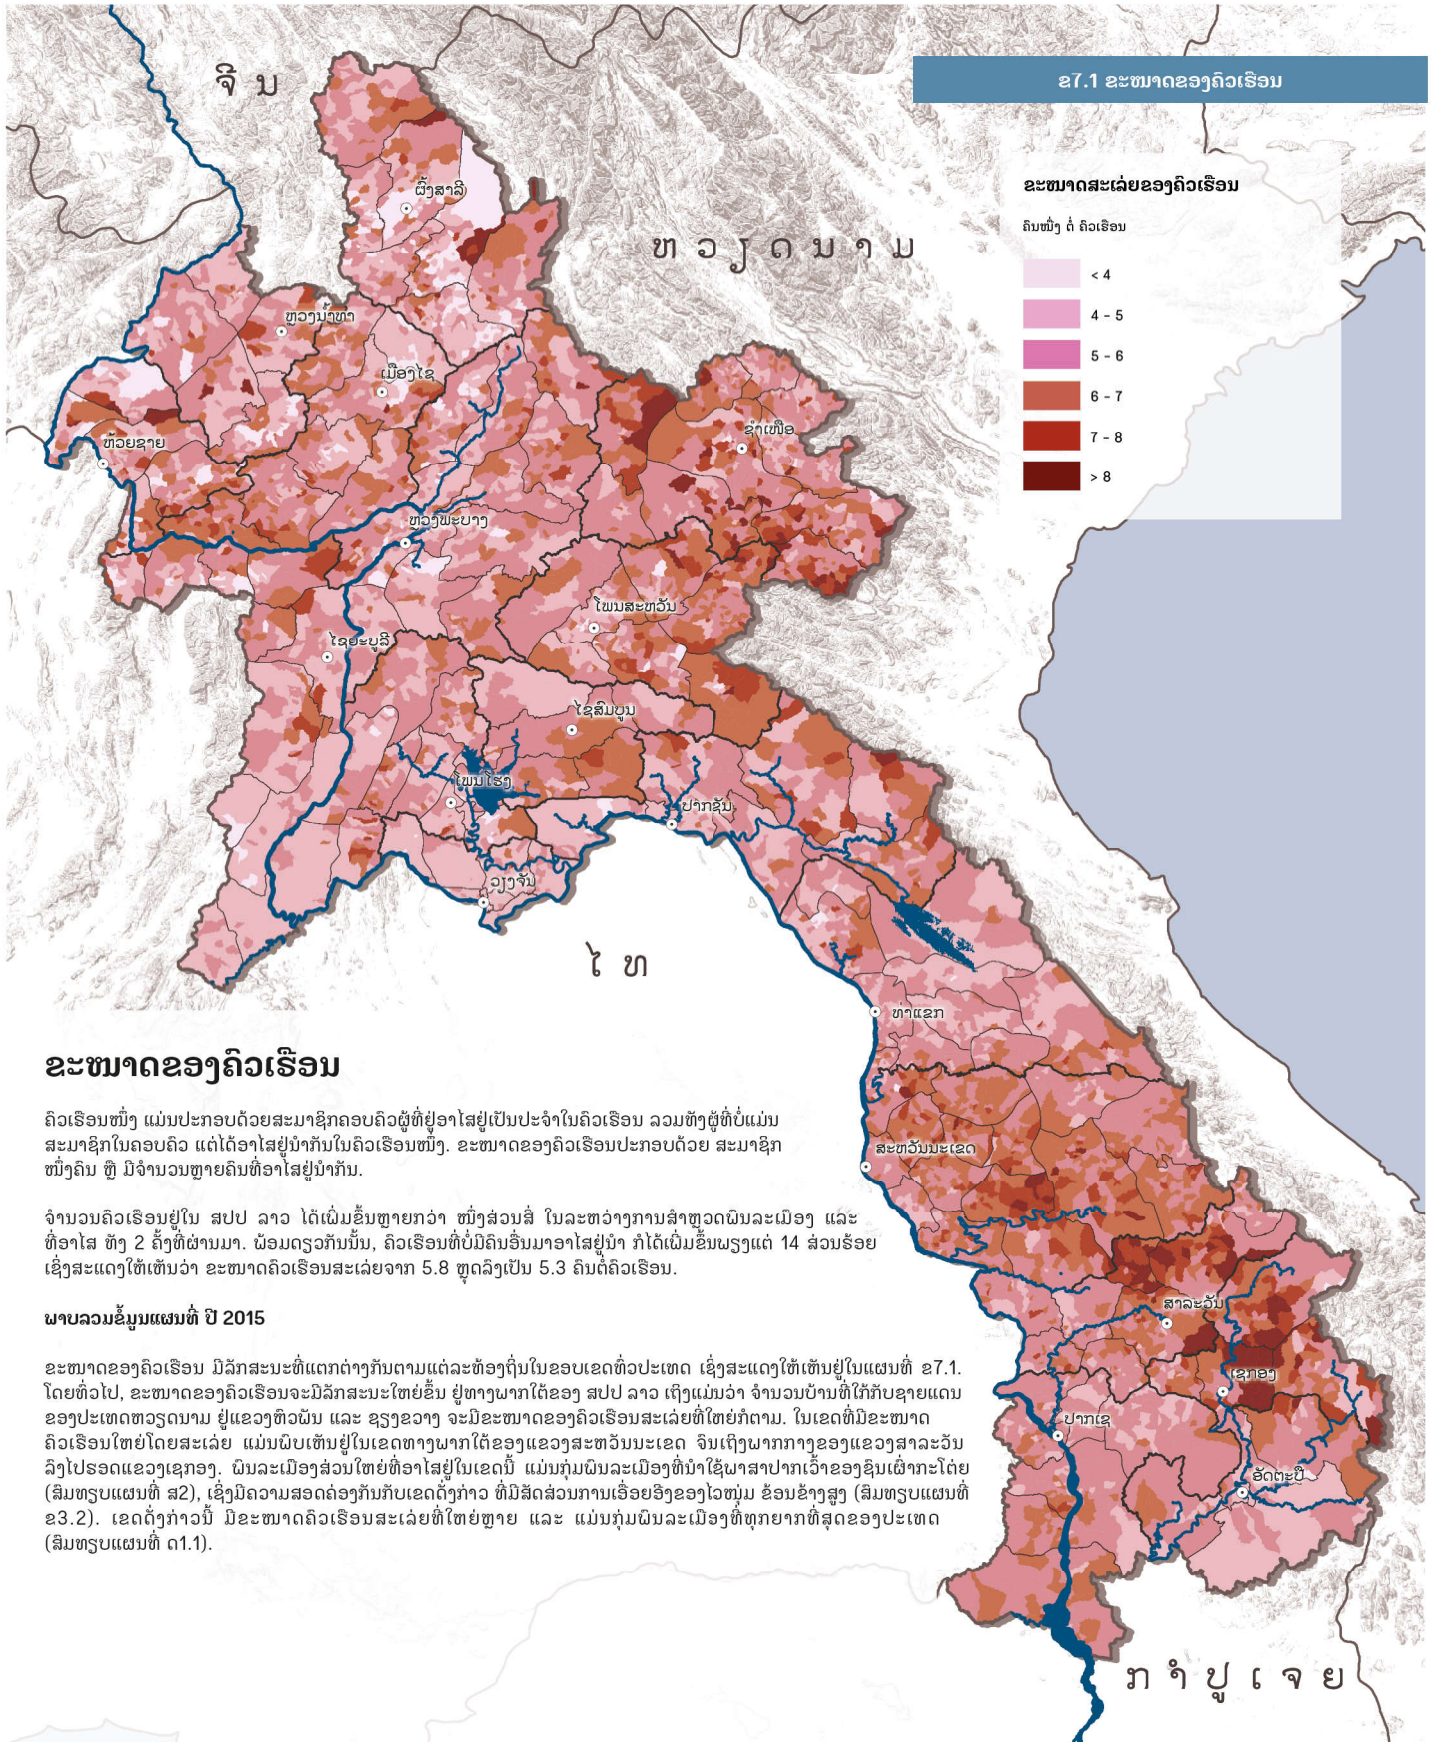 ຈີນ
ຂ7.1 ຂະໜາດຂອງຄົວເຮືອນ
ຂະໜາດສະເລ່ຍຂອງຄົວເຮືອນ
ຄົນໜຶ່ງ ຕໍ່ ຄົວເຮືອນ
< 4
4 - 5
5 - 6
6 - 7
7 - 8
> 8
ຜົ້ງສາລີ
ຫວຽດນາມ
ຫຼວງນ້ຳທາ
ເມືອງໄຊ
ຊຳເໜືອ
ຫ້ວຍຊາຍ
ຫຼວງພະບາງ
ໂພນສະຫວັນ
ໄຊຍະບູລີ
ໄຊສົມບູນ
ໂພນໂຮງ
ປາກຊັນ
ວຽງຈັນ
ໄທ
ທ່າແຂກ
ສະຫວັນນະເຂດ
ສາລະວັນ
ເຊກອງ
ປາກເຊ
ອັດຕະປື
ກຳປູເຈຍ
ຂະໜາດຂອງຄົວເຮືອນ
ຄົວເຮືອນໜຶ່ງ ແມ່ນປະກອບດ້ວຍສະມາຊິກຄອບຄົວຜູ້ທີ່ຢູ່ອາໄສຢູ່ເປັນປະຈຳໃນຄົວເຮືອນ ລວມທັງຜູ້ທີ່ບໍ່ແມ່ນ
ສະມາຊິກໃນຄອບຄົວ ແຕ່ໄດ້ອາໄສຢູ່ນຳກັນໃນຄົວເຮືອນໜຶ່ງ. ຂະໜາດຂອງຄົວເຮືອນປະກອບດ້ວຍ ສະມາຊິກ
ໜຶ່ງຄົນ ຫຼື ມີຈຳນວນຫຼາຍຄົນທີ່ອາໄສຢູ່ນຳກັນ.
ຈຳນວນຄົວເຮືອນຢູ່ໃນ ສປປ ລາວ ໄດ້ເພີ່ມຂຶ້ນຫຼາຍກວ່າ ໜຶ່ງສ່ວນສີ່ ໃນລະຫວ່າງການສຳຫຼວດພົນລະເມືອງ ແລະ
ທີ່ອາໄສ ທັງ 2 ຄັ້ງທີ່ຜ່ານມາ. ພ້ອມດຽວກັນນັ້ນ, ຄົວເຮືອນທີ່ບໍ່ມີຄົນອື່ນມາອາໄສຢູ່ນຳ ກໍໄດ້ເພີ່ມຂຶ້ນພຽງແຕ່ 14 ສ່ວນຮ້ອຍ
ເຊິ່ງສະແດງໃຫ້ເຫັນວ່າ ຂະໜາດຄົວເຮືອນສະເລ່ຍຈາກ 5.8 ຫຼຸດລົງເປັນ 5.3 ຄົນຕໍ່ຄົວເຮືອນ.
ພາບລວມຂໍ້ມູນແຜນທີ່ ປີ 2015
ຂະໜາດຂອງຄົວເຮືອນ ມີລັກສະນະທີ່ແຕກຕ່າງກັນຕາມແຕ່ລະທ້ອງຖິ່ນໃນຂອບເຂດທົ່ວປະເທດ ເຊິ່ງສະແດງໃຫ້ເຫັນຢູ່ໃນແຜນທີ່ ຂ7.1.
ໂດຍທົ່ວໄປ, ຂະໜາດຂອງຄົວເຮືອນຈະມີລັກສະນະໃຫຍ່ຂຶ້ນ ຢູ່ທາງພາກໃຕ້ຂອງ ສປປ ລາວ ເຖິງແມ່ນວ່າ ຈຳນວນບ້ານທີ່ໃກ້ກັບຊາຍແດນ
ຂອງປະເທດຫວຽດນາມ ຢູ່ແຂວງຫົວພັນ ແລະ ຊຽງຂວາງ ຈະມີຂະໜາດຂອງຄົວເຮືອນສະເລ່ຍທີ່ໃຫຍ່ກໍຕາມ. ໃນເຂດທີ່ມີຂະໜາດ
ຄົວເຮືອນໃຫຍ່ໂດຍສະເລ່ຍ ແມ່ນພົບເຫັນຢູ່ໃນເຂດທາງພາກໃຕ້ຂອງແຂວງສະຫວັນນະເຂດ ຈົນເຖິງພາກກາງຂອງແຂວງສາລະວັນ
ລົງໄປຮອດແຂວງເຊກອງ. ພົນລະເມືອງສ່ວນໃຫຍ່ທີ່ອາໄສຢູ່ໃນເຂດນີ້ ແມ່ນກຸ່ມພົນລະເມືອງທີ່ນຳໃຊ້ພາສາປາກເວົ້າຂອງຊົນເຜົ່າກະໂຕ່ຍ
(ສົມທຽບແຜນທີ່ ສ2), ເຊິ່ງມີຄວາມສອດຄ່ອງກັນກັບເຂດດັ່ງກ່າວ ທີ່ມີສັດສ່ວນການເອື່ອຍອີງຂອງໄວໜຸ່ມ ຂ້ອນຂ້າງສູງ (ສົມທຽບແຜນທີ່
ຂ3.2). ເຂດດັ່ງກ່າວນີ້ ມີຂະໜາດຄົວເຮືອນສະເລ່ຍທີ່ໃຫຍ່ຫຼາຍ ແລະ ແມ່ນກຸ່ມພົນລະເມືອງທີ່ທຸກຍາກທີ່ສຸດຂອງປະເທດ
(ສົມທຽບແຜນທີ່ ດ1.1).